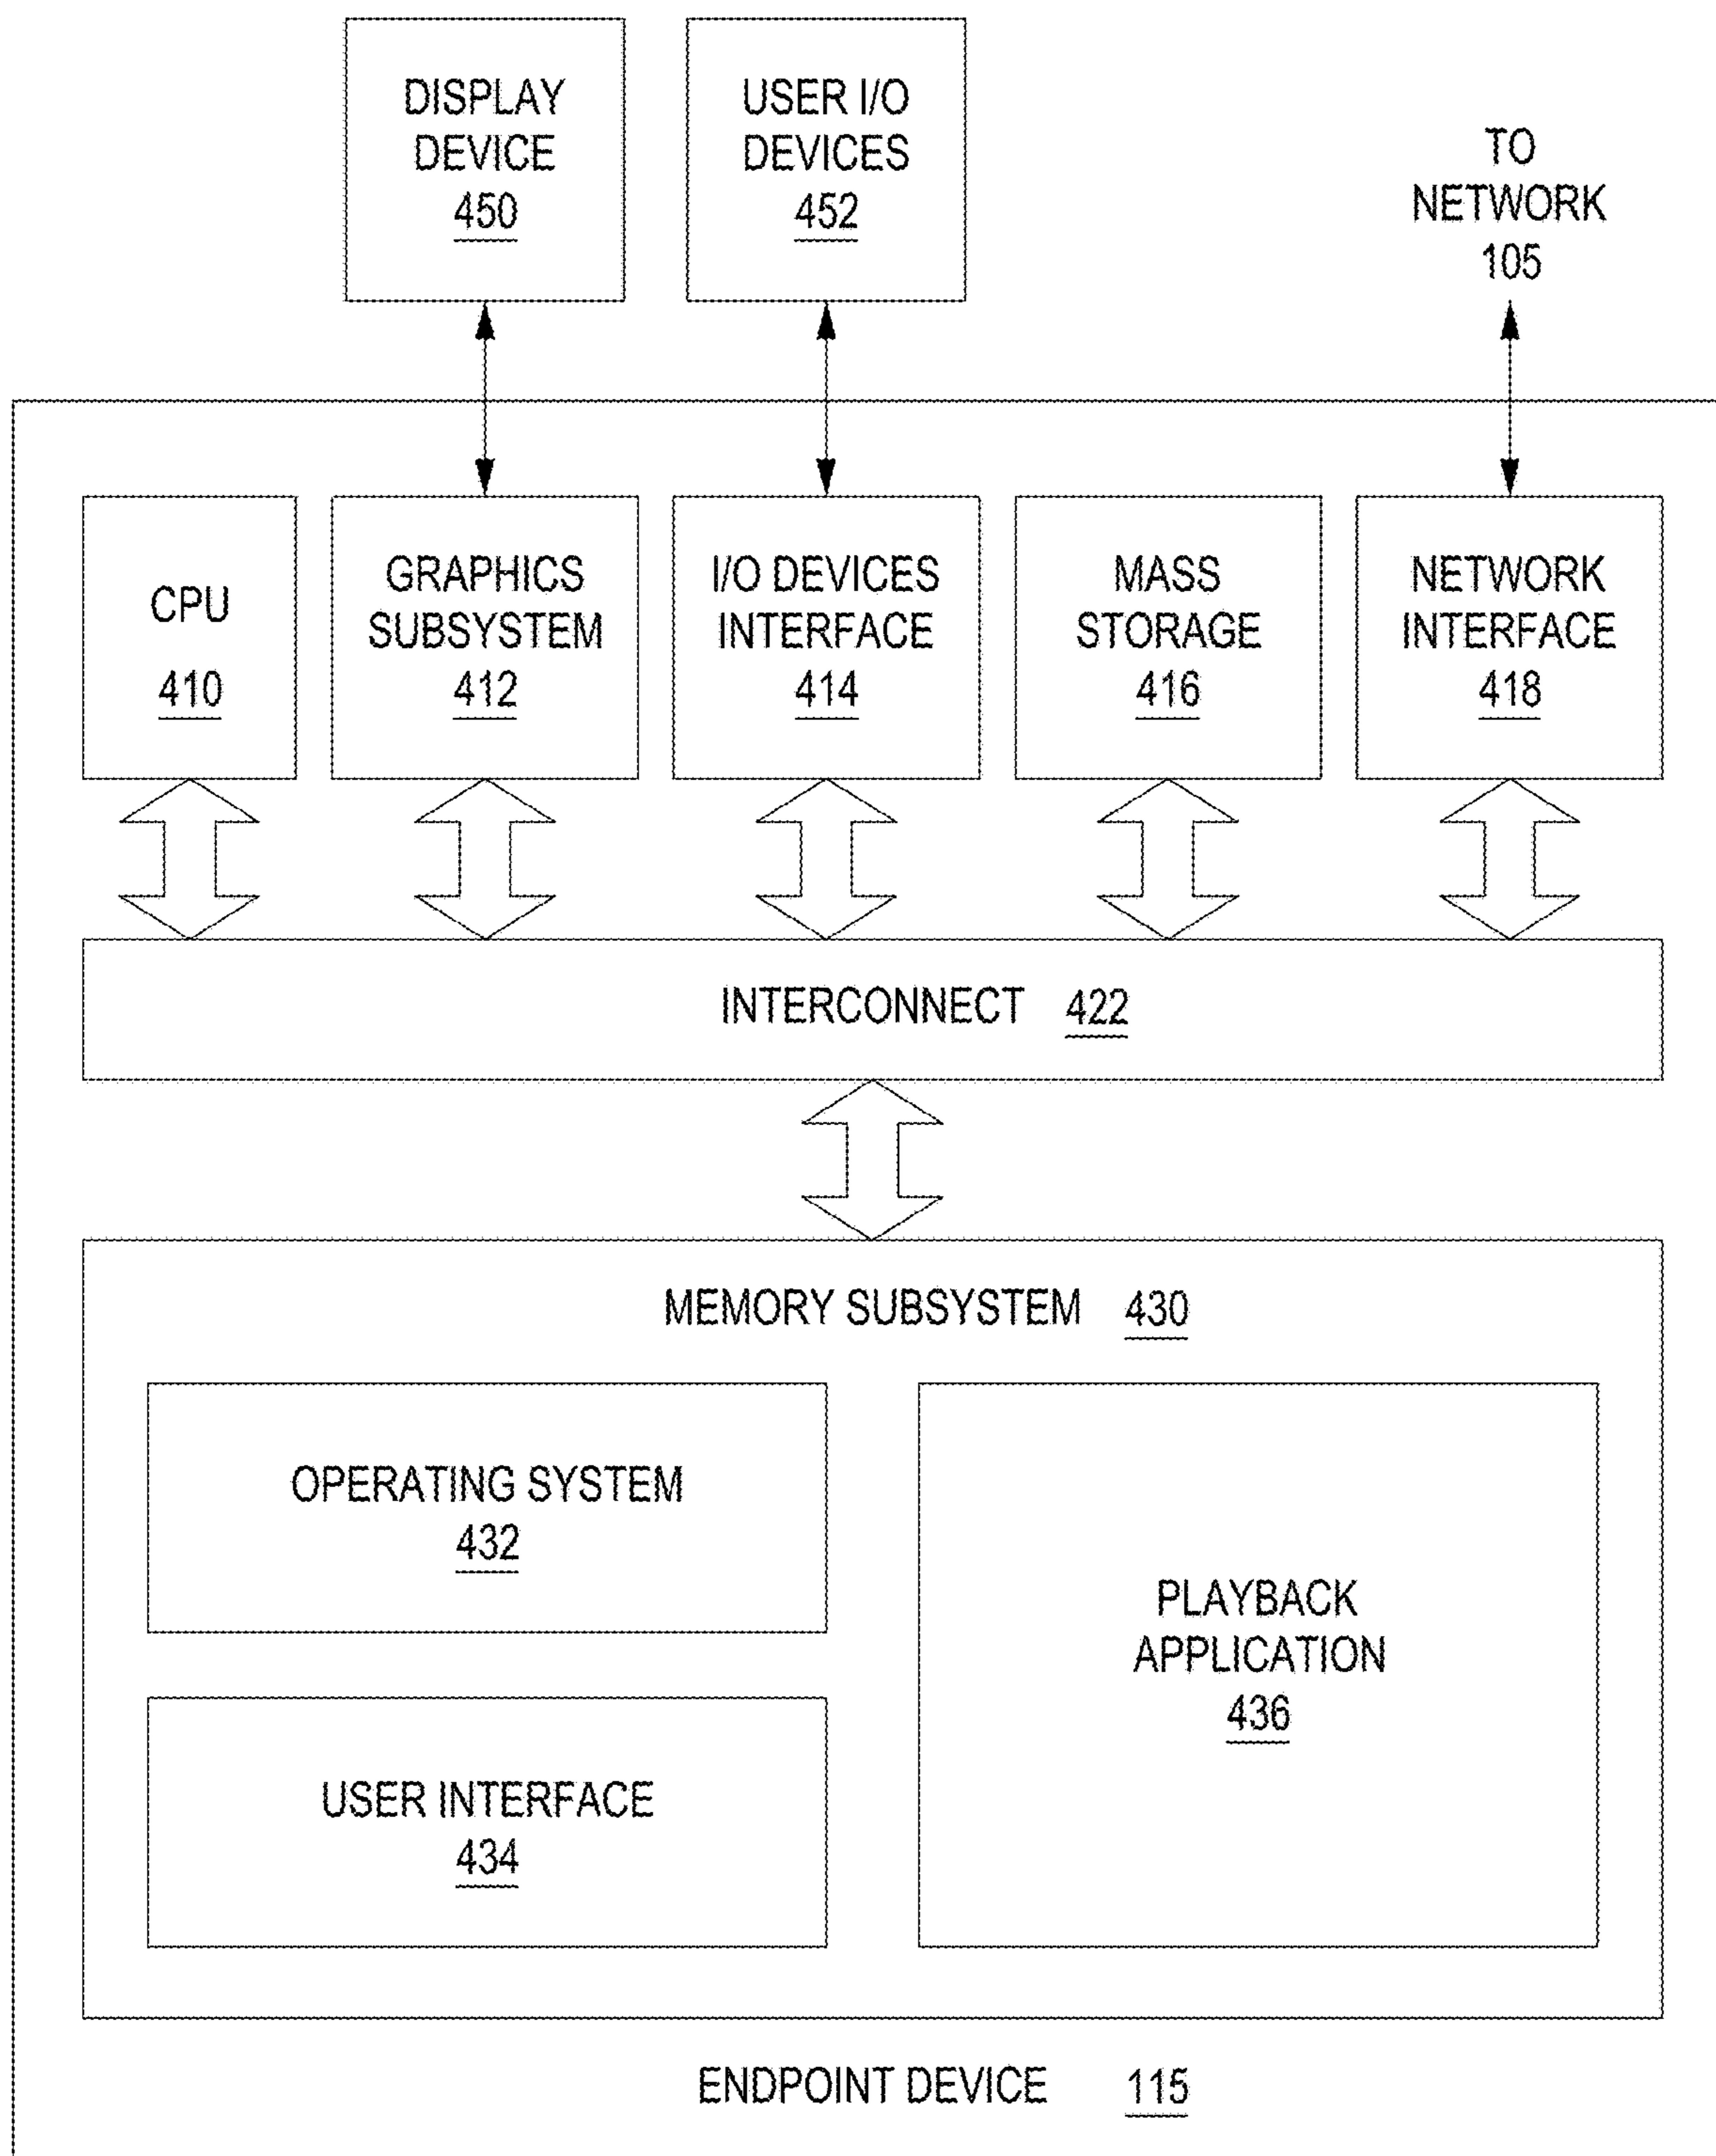 DISPLAY
DEVICE
450
USER I/O
DEVICES
452
TO
NETWORK
105
CPU
410
GRAPHICS
SUBSYSTEM
412
I/O DEVICES
INTERFACE
414
MASS
STORAGE
416
NETWORK
INTERFACE
418
INTERCONNECT 422
MEMORY SUBSYSTEM 430
OPERATING SYSTEM
432
USER INTERFACE
434
PLAYBACK
APPLICATION
436
ENDPOINT DEVICE 115